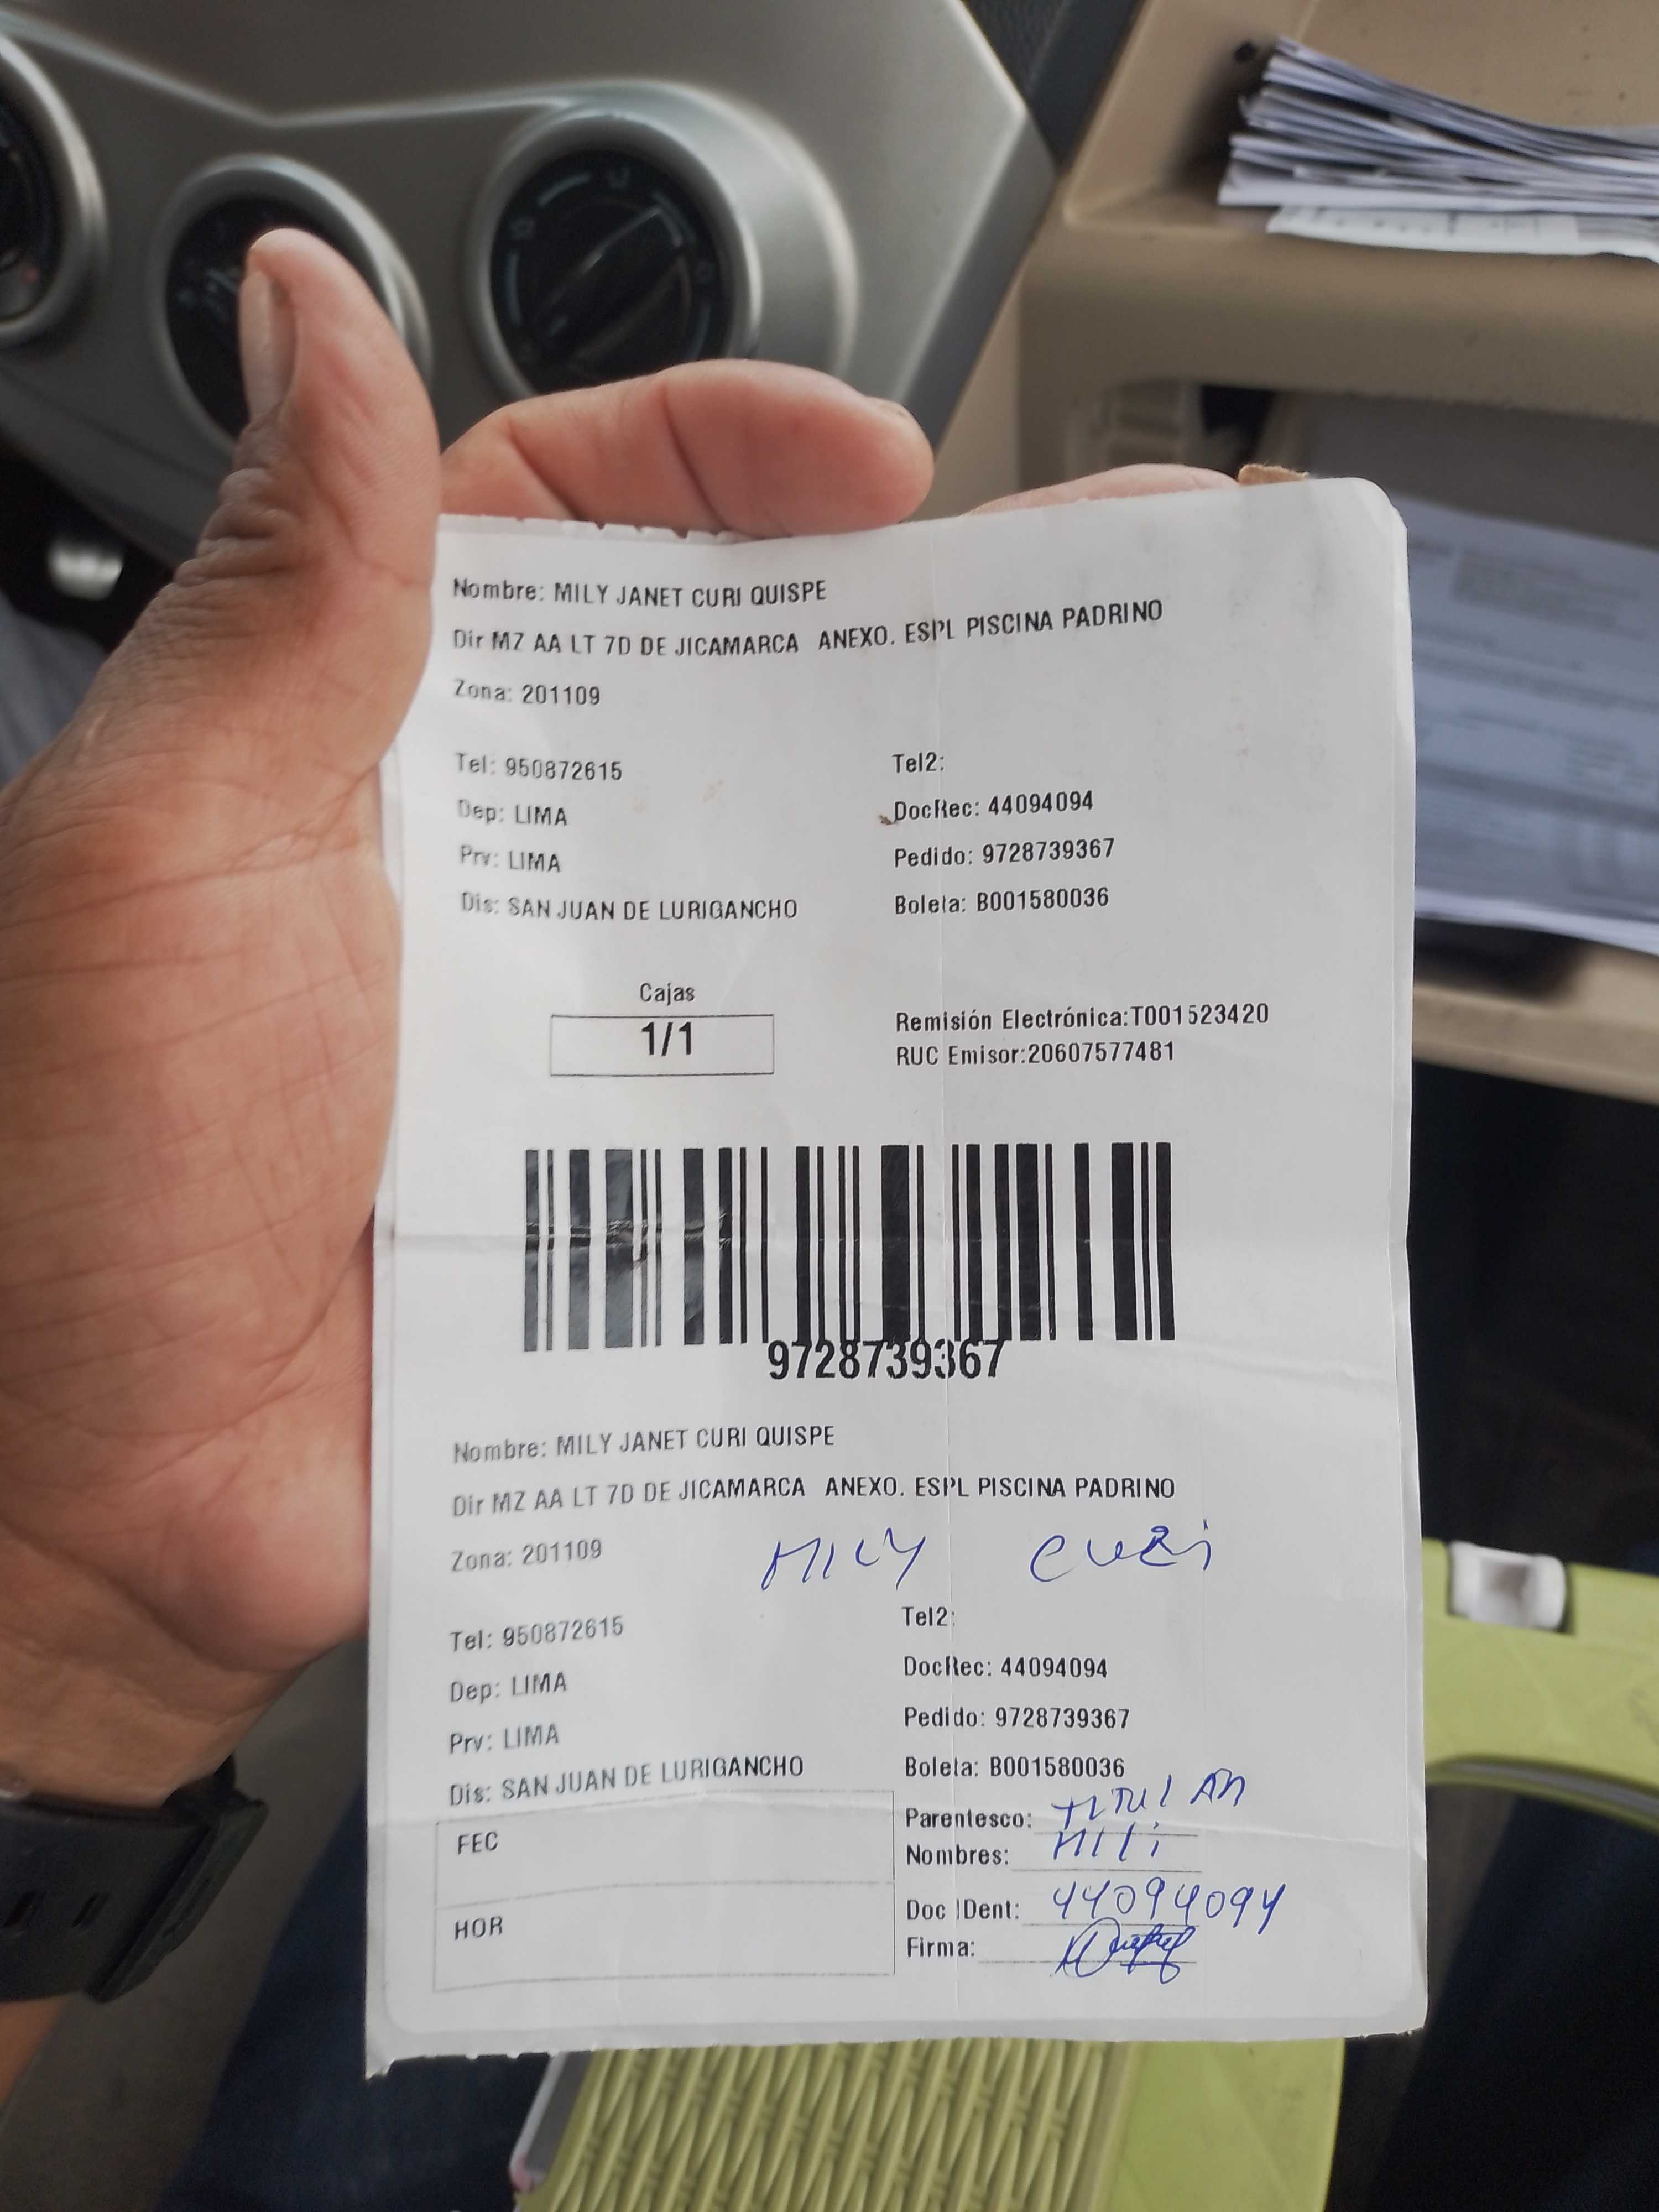 Nombre: MILY JANET CURI QUISPE
Dir MZ AA LT 7D DE JICAMARCA ANEXO. ESPL PISCINA PADRINO
Zona: 201109
Tel: 950872615 Tel2:
Dep: LIMA DocRec: 44094094
Prv: LIMA Pedido: 9728739367
Dis: SAN JUAN DE LURIGANCHO Boleta: B001580036
Cajas
1/1
Remisión Electrónica:T001523420
RUC Emisor:20607577481
9728739367
Nombre: MILY JANET CURI QUISPE
Dir MZ AA LT 7D DE JICAMARCA ANEXO. ESPL PISCINA PADRINO
Zona: 201109 MILY CURi
Tel: 950872615 Tel2:
Dep: LIMA DocRec: 44094094
Prv: LIMA Pedido: 9728739367
Dis: SAN JUAN DE LURIGANCHO Boleta: B001580036
FEC
HOR
Parentesco: TITULAR
Nombres: MILi
Doc IDent: 44094094
Firma: